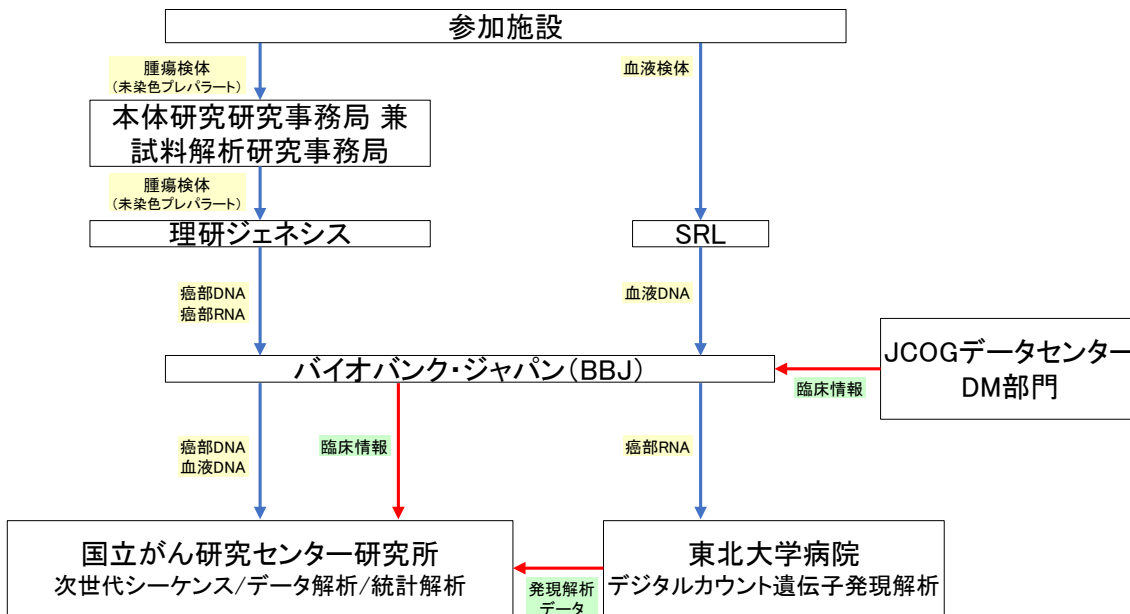 参加施設
腫瘍検体
（未染色プレパラート）
血液検体
本体研究研究事務局 兼
試料解析研究事務局
腫瘍検体
（未染色プレパラート）
理研ジェネシス
SRL
癌部DNA
癌部RNA
血液DNA
バイオバンク・ジャパン（BBJ）
臨床情報
JCOGデータセンター
DM部門
癌部DNA
血液DNA
臨床情報
癌部RNA
国立がん研究センター研究所
次世代シーケンス/データ解析/統計解析
発現解析
データ
東北大学病院
デジタルカウント遺伝子発現解析